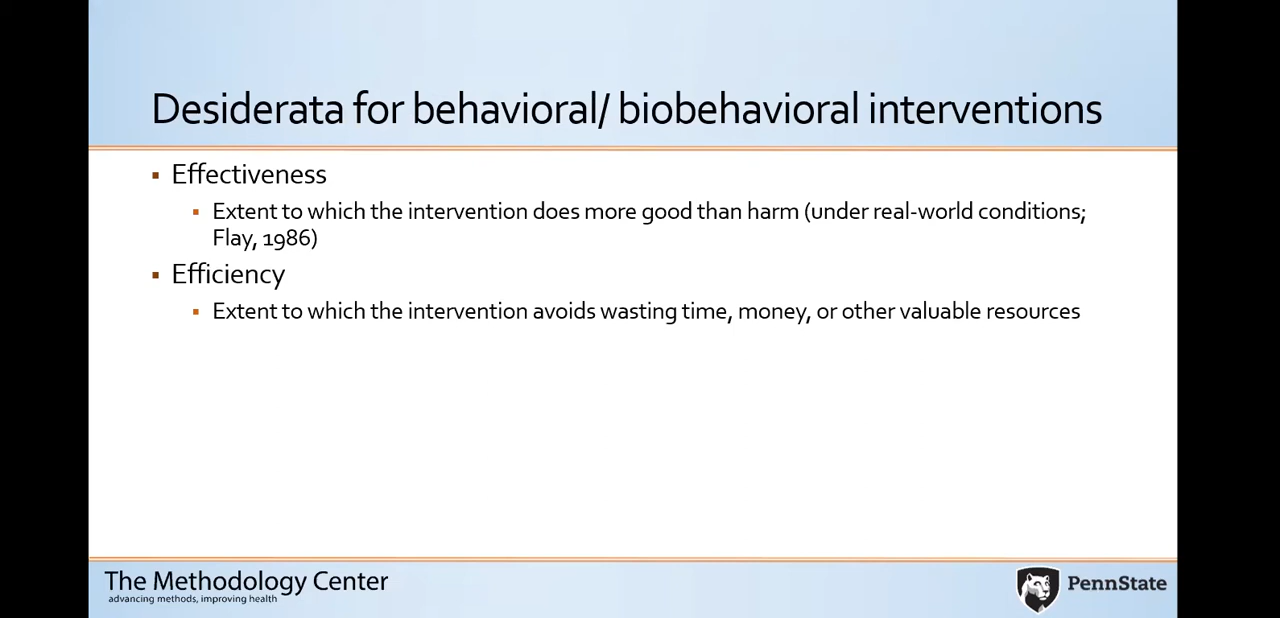 Desiderata for behavioral/ biobehavioral interventions
▪ Effectiveness
▪ Extent to which the intervention does more good than harm (under real-world conditions;
Flay, 1986)
▪ Efficiency
▪ Extent to which the intervention avoids wasting time, money, or other valuable resources
The Methodology Center
advancing methods, improving health
PennState